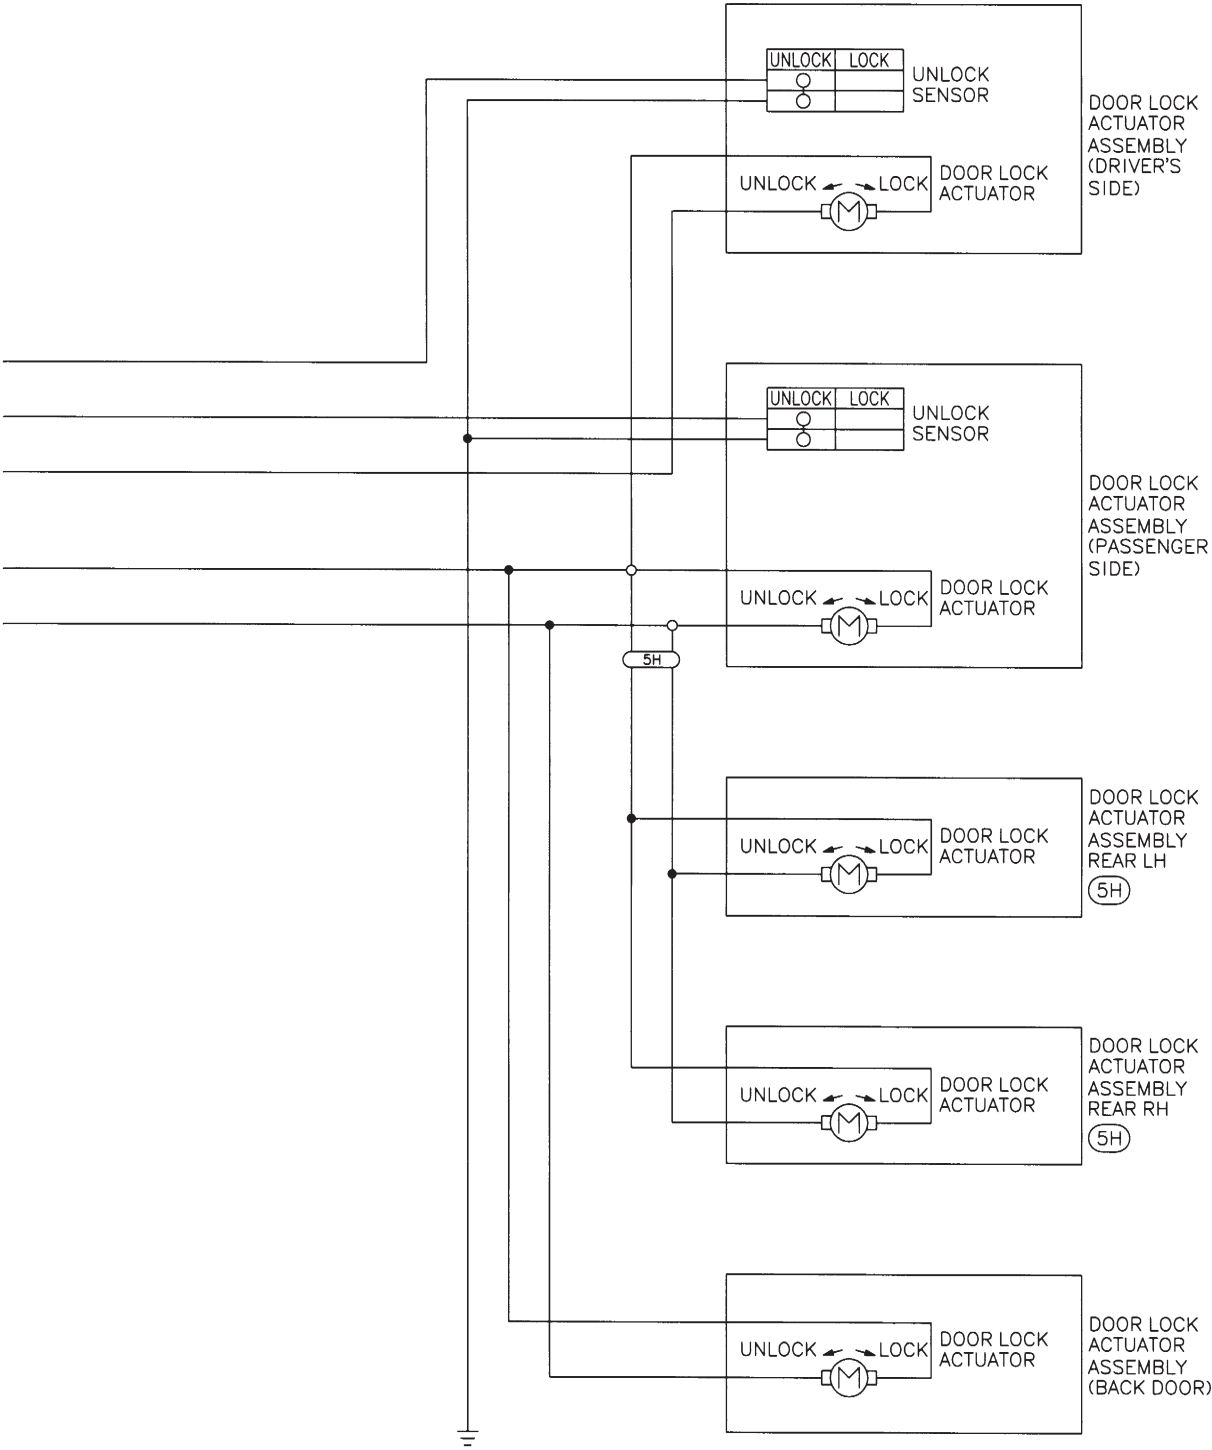 UNLOCK LOCK
UNLOCK
SENSOR
DOOR LOCK
ACTUATOR
ASSEMBLY
(DRIVER'S
SIDE)
UNLOCK LOCK
M
DOOR LOCK
ACTUATOR
UNLOCK LOCK
UNLOCK
SENSOR
DOOR LOCK
ACTUATOR
ASSEMBLY
(PASSENGER
SIDE)
UNLOCK LOCK
M
DOOR LOCK
ACTUATOR
5H
DOOR LOCK
ACTUATOR
ASSEMBLY
REAR LH
5H
UNLOCK LOCK
M
DOOR LOCK
ACTUATOR
DOOR LOCK
ACTUATOR
ASSEMBLY
REAR RH
5H
UNLOCK LOCK
M
DOOR LOCK
ACTUATOR
DOOR LOCK
ACTUATOR
ASSEMBLY
(BACK DOOR)
UNLOCK LOCK
M
DOOR LOCK
ACTUATOR